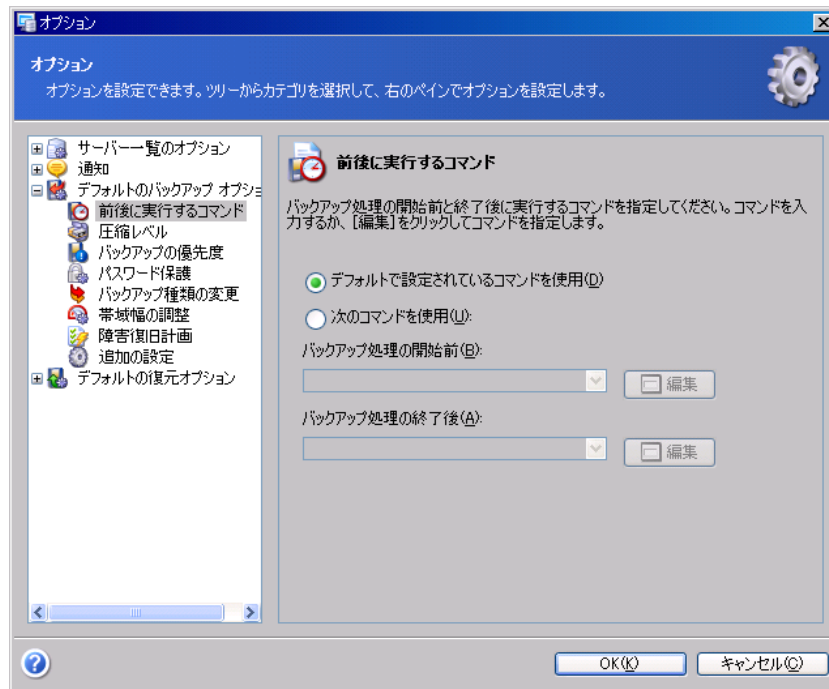 オプション
オプション
オプションを設定できます。ツリーからカテゴリを選択して、右のペインでオプションを設定します。
サーバー一覧のオプション
通知
デフォルトのバックアップ オプショ
前後に実行するコマンド
圧縮レベル
バックアップの優先度
パスワード保護
バックアップ種類の変更
帯域幅の調整
障害復旧計画
追加の設定
デフォルトの復元オプション
前後に実行するコマンド
バックアップ処理の開始前と終了後に実行するコマンドを指定してください。コマンドを入
力するか、[編集]をクリックしてコマンドを指定します。
デフォルトで設定されているコマンドを使用(D)
次のコマンドを使用(U):
バックアップ処理の開始前(B):
編集
バックアップ処理の終了後(A):
編集
OK(K)
キャンセル(C)